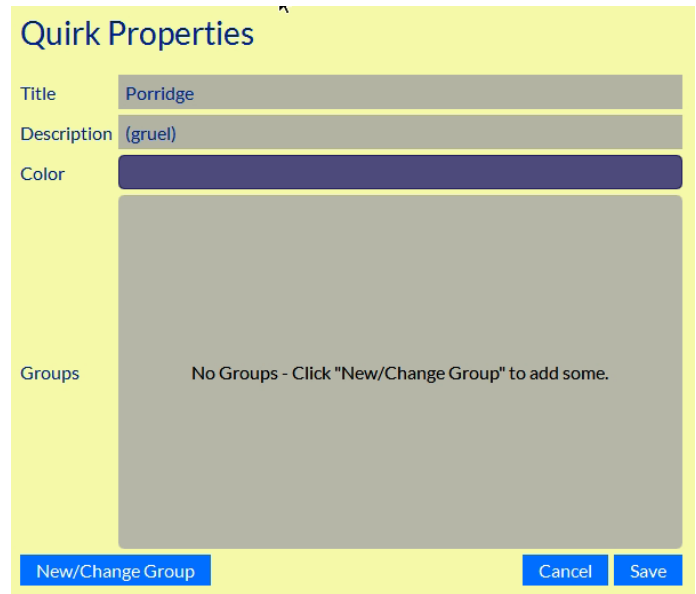 Quirk Properties
Title Porridge
Description (gruel)
Color
Groups No Groups - Click "New/Change Group" to add some.
New/Change Group Cancel Save